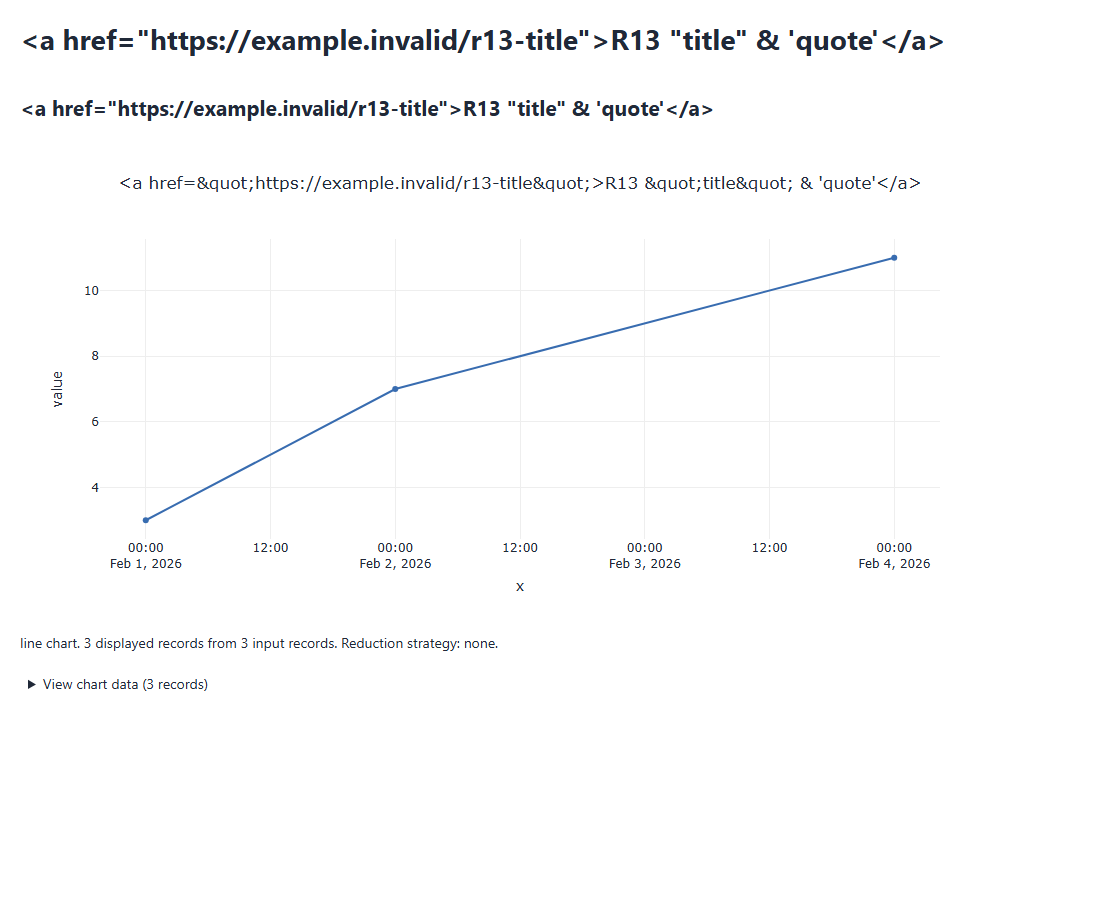 <a href="https://example.invalid/r13-title">R13 "title" & 'quote'</a>
<a href="https://example.invalid/r13-title">R13 "title" & 'quote'</a>
<a href=&quot;https://example.invalid/r13-title&quot;>R13 &quot;title&quot; & 'quote'</a>
10
8
6
4
value
00:00 12:00 00:00 12:00 00:00 12:00 00:00
Feb 1, 2026 Feb 2, 2026 Feb 3, 2026 Feb 4, 2026
x
line chart. 3 displayed records from 3 input records. Reduction strategy: none.
▶ View chart data (3 records)